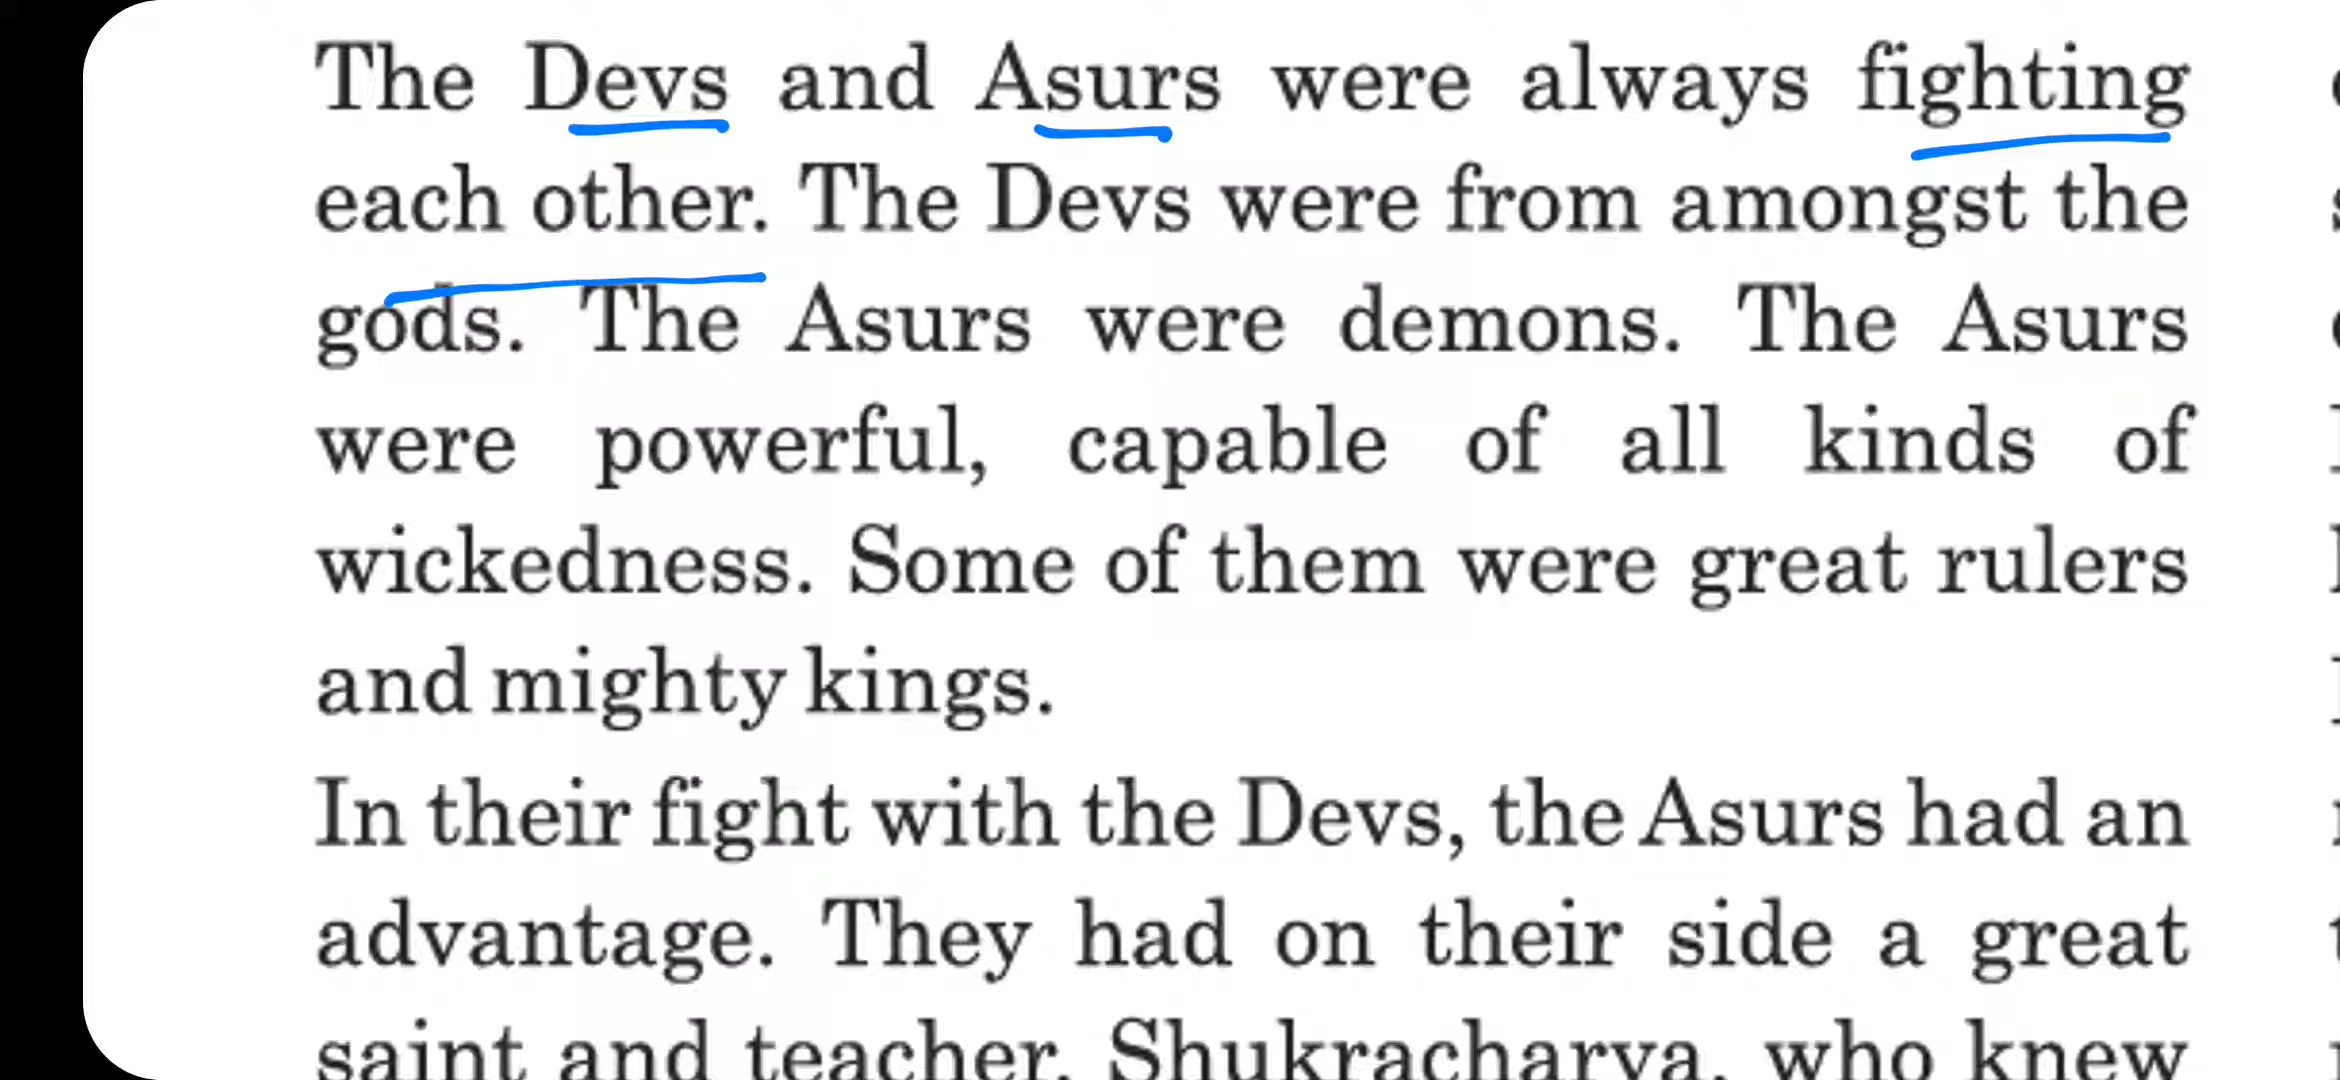 The Devs and Asurs were always fighting
each other. The Devs were from amongst the
gods. The Asurs were demons. The Asurs
were powerful, capable of all kinds of
wickedness. Some of them were great rulers
and mighty kings.
In their fight with the Devs, the Asurs had an
advantage. They had on their side a great
saint and teacher, Shukracharya, who knew